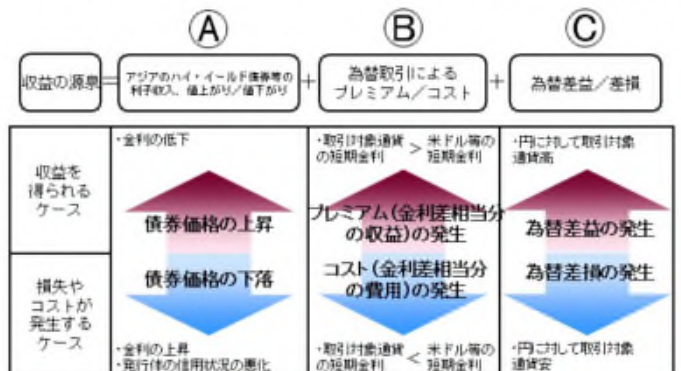 Ⓐ Ⓑ Ⓒ
収益の源泉
=
アジアのハイ・イールド債券等の
利子収入、値上がり/値下がり
+
為替取引による
プレミアム/コスト
+
為替差益/差損
収益を
得られる
ケース
・金利の低下
債券価格の上昇
・取引対象通貨
の短期金利
>
米ドル等の
短期金利
プレミアム(金利差相当分
の収益)の発生
・円に対して取引対象
通貨高
為替差益の発生
損失や
コストが
発生する
ケース
債券価格の下落
・金利の上昇
・発行体の信用状況の悪化
コスト(金利差相当分
の費用)の発生
・取引対象通貨
の短期金利
<
米ドル等の
短期金利
為替差損の発生
・円に対して取引対象
通貨安